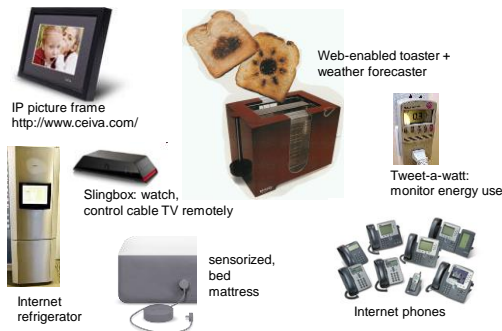 Web-enabled toaster +
weather forecaster
IP picture frame
http://www.ceiva.com/
Tweet-a-watt:
monitor energy use
Slingbox: watch,
control cable TV remotely
sensorized,
bed
mattress
Internet
refrigerator
Internet phones